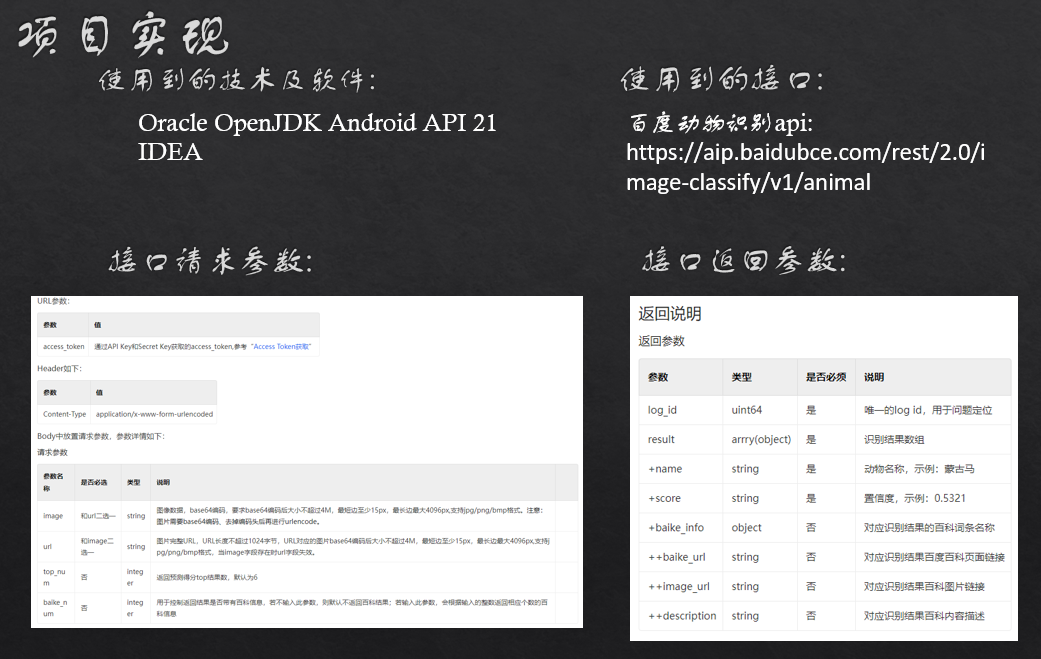 项目实现
使用到的技术及软件:
Oracle OpenJDK Android API 21
IDEA
使用到的接口:
百度动物识别api:
https://aip.baidubce.com/rest/2.0/i
mage-classify/v1/animal
接口请求参数:
URL参数:
参数 值
access_token 通过API Key和Secret Key获取的access_token,参考 "Access Token获取"
Header如下:
参数 值
Content-Type application/x-www-form-urlencoded
Body中放置请求参数，参数详情如下:
请求参数
参数名称 是否必选 类型 说明
image 和url二选一 string 图像数据，base64编码，要求base64编码后大小不超过4M，最短边至少15px，最长边最大4096px,支持jpg/png/bmp格式。注意：
图片需要base64编码、去掉编码头后再进行urlencode。
url 和image二选一 string 图片完整URL，URL长度不超过1024字节，URL对应的图片base64编码后大小不超过4M，最短边至少15px，最长边最大4096px,支持j
pg/png/bmp格式，当image字段存在时url字段失效。
top_num 否 integer 返回预测得分top结果数，默认为6
baike_num 否 integer 用于控制返回结果是否带有百科信息，若不输入此参数，则默认不返回百科结果；若输入此参数，会根据输入的整数返回相应个数的百
科信息
接口返回参数:
返回说明
返回参数
参数 类型 是否必须 说明
log_id uint64 是 唯一的log id，用于问题定位
result arrry(object) 是 识别结果数组
+name string 是 动物名称，示例：蒙古马
+score string 是 置信度，示例：0.5321
+baike_info object 否 对应识别结果的百科词条名称
++baike_url string 否 对应识别结果百度百科页面链接
++image_url string 否 对应识别结果百科图片链接
++description string 否 对应识别结果百科内容描述